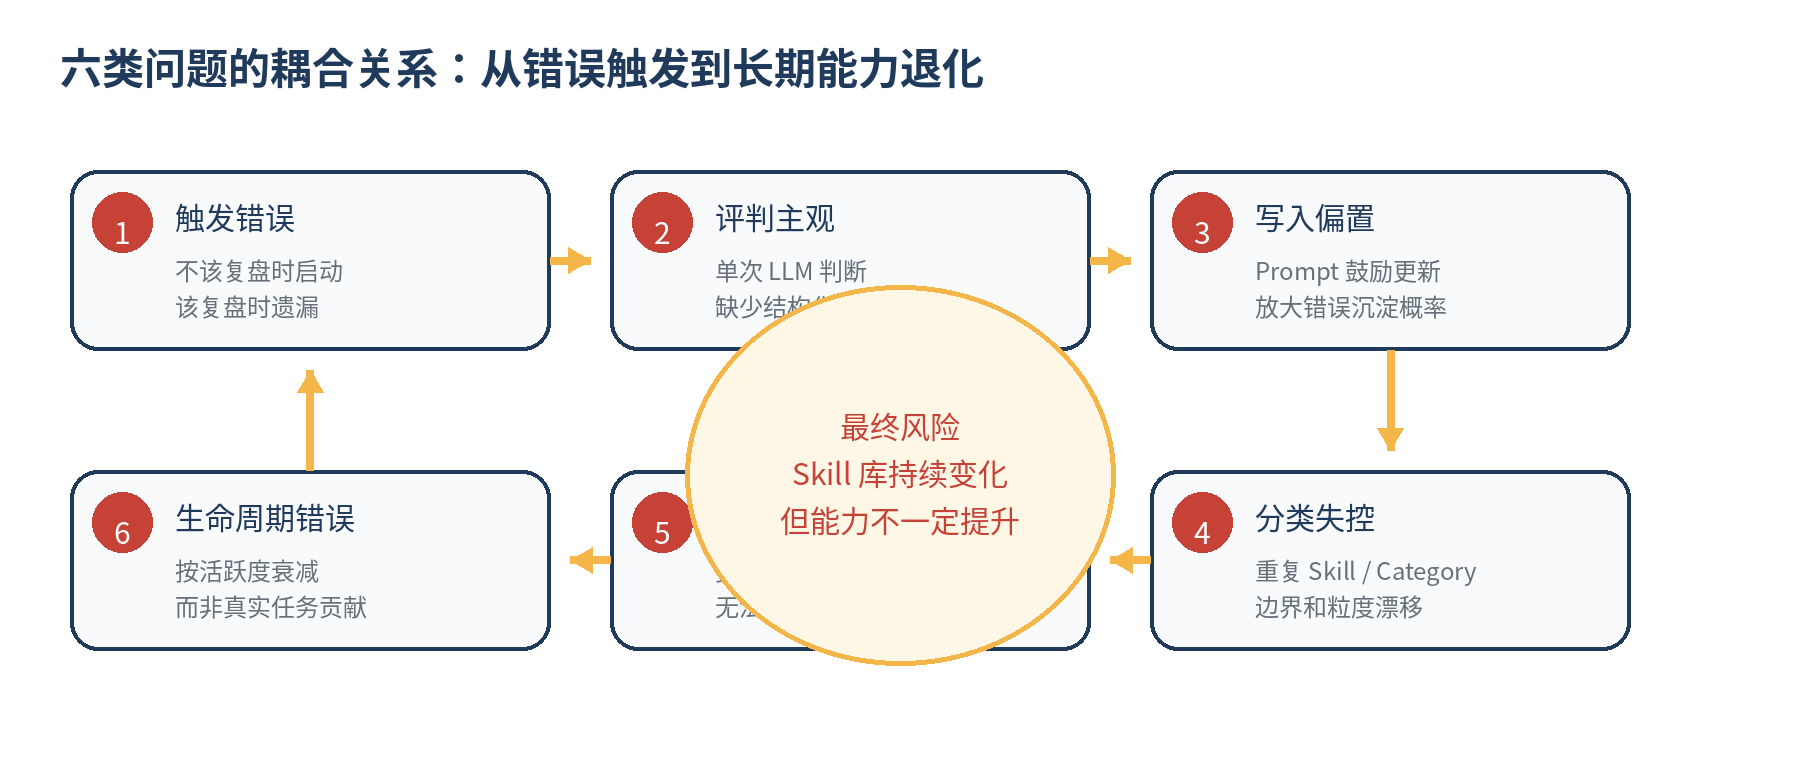 六类问题的耦合关系：从错误触发到长期能力退化
1
触发错误
不该复盘时启动
该复盘时遗漏
2
评判主观
单次 LLM 判断
缺少结构
3
写入偏置
Prompt 鼓励更新
放大错误沉淀概率
最终风险
Skill 库持续变化
但能力不一定提升
4
分类失控
重复 Skill / Category
边界和粒度漂移
5
无法
6
生命周期错误
按活跃度衰减
而非真实任务贡献